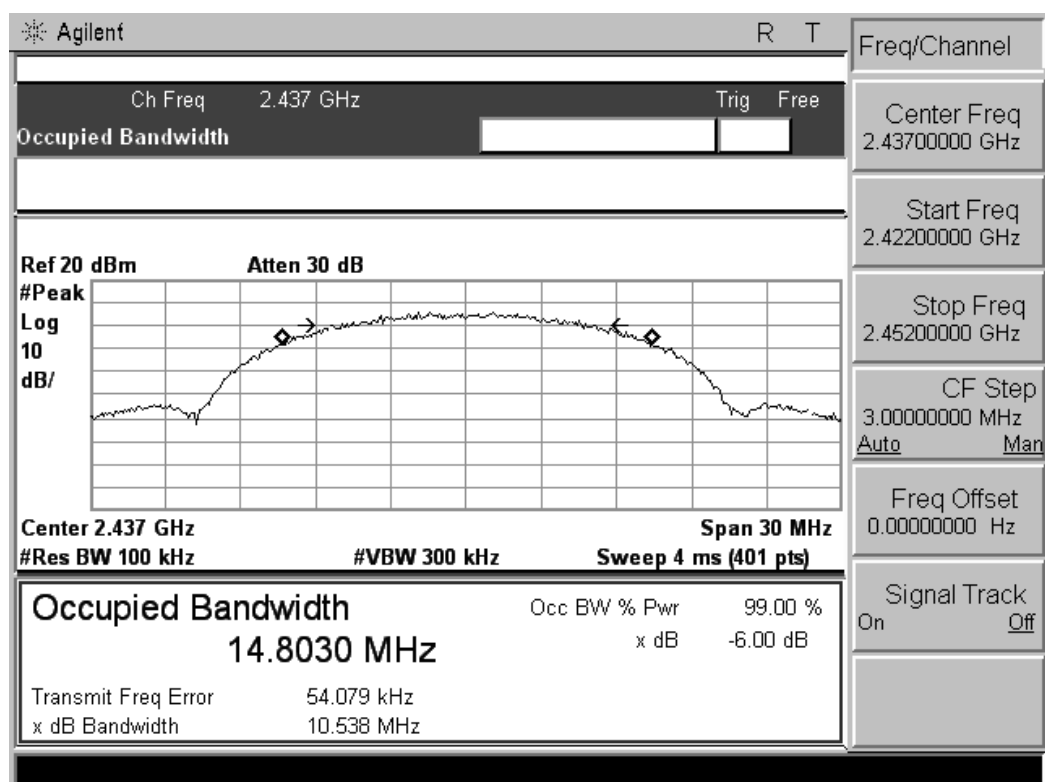 Agilent R T
Ch Freq 2.437 GHz Trig Free
Occupied Bandwidth
Ref 20 dBm Atten 30 dB
#Peak
Log
10
dB/
Center 2.437 GHz Span 30 MHz
#Res BW 100 kHz #VBW 300 kHz Sweep 4 ms (401 pts)
Occupied Bandwidth Occ BW % Pwr 99.00 %
14.8030 MHz x dB -6.00 dB
Transmit Freq Error 54.079 kHz
x dB Bandwidth 10.538 MHz
Freq/Channel
Center Freq
2.43700000 GHz
Start Freq
2.42200000 GHz
Stop Freq
2.45200000 GHz
CF Step
3.00000000 MHz
Auto Man
Freq Offset
0.00000000 Hz
Signal Track
On Off